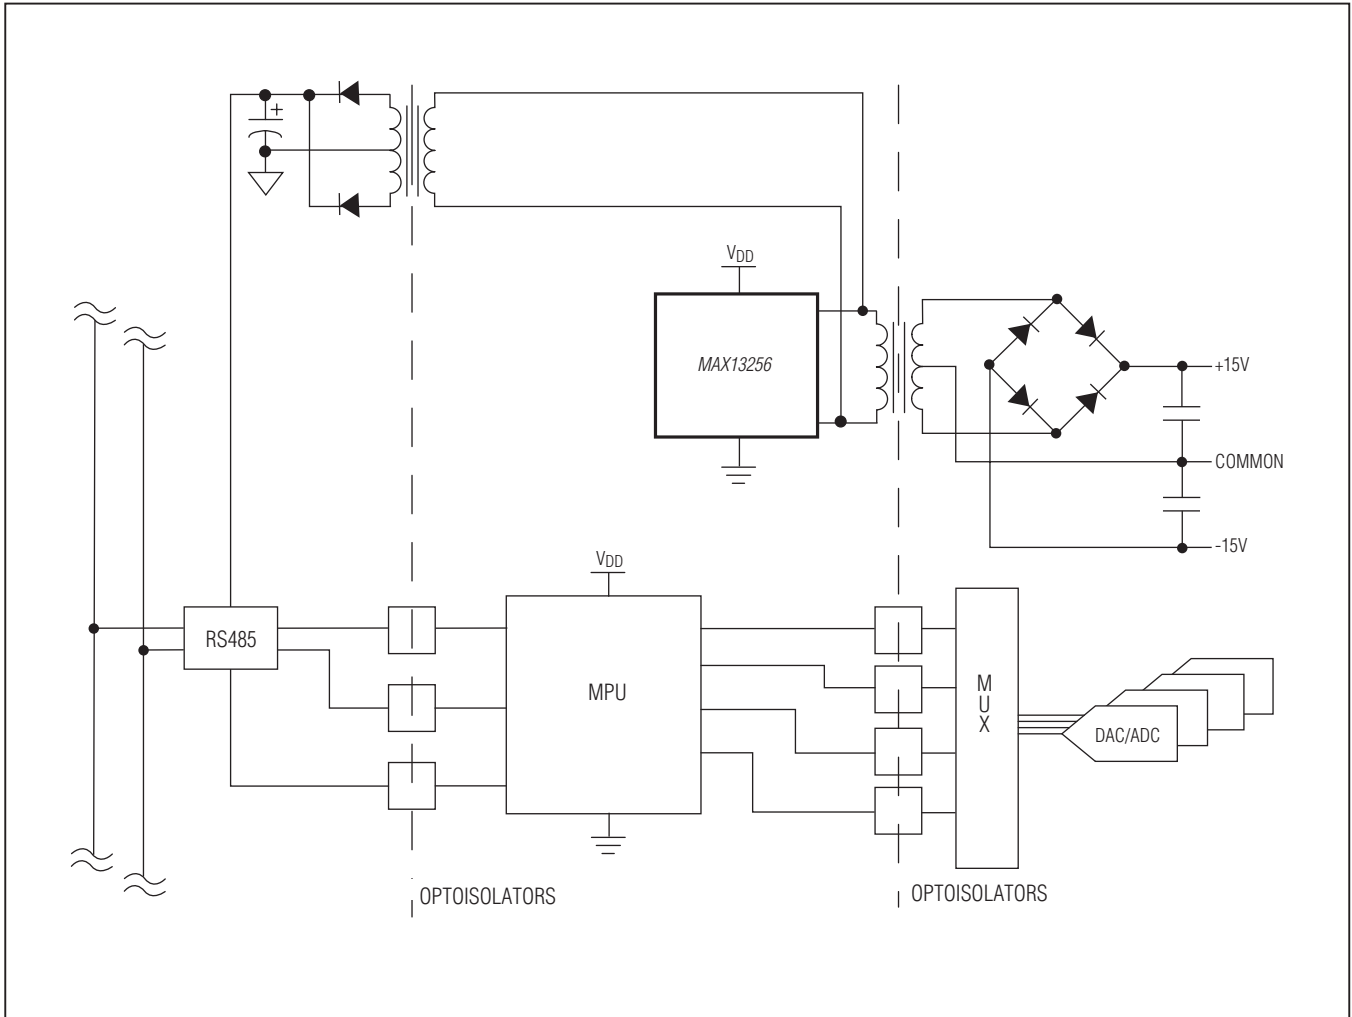 +
VDD
MAX13256
+15V
COMMON
-15V
VDD
RS485
MPU
M
U
X
DAC/ADC
OPTOISOLATORS
OPTOISOLATORS